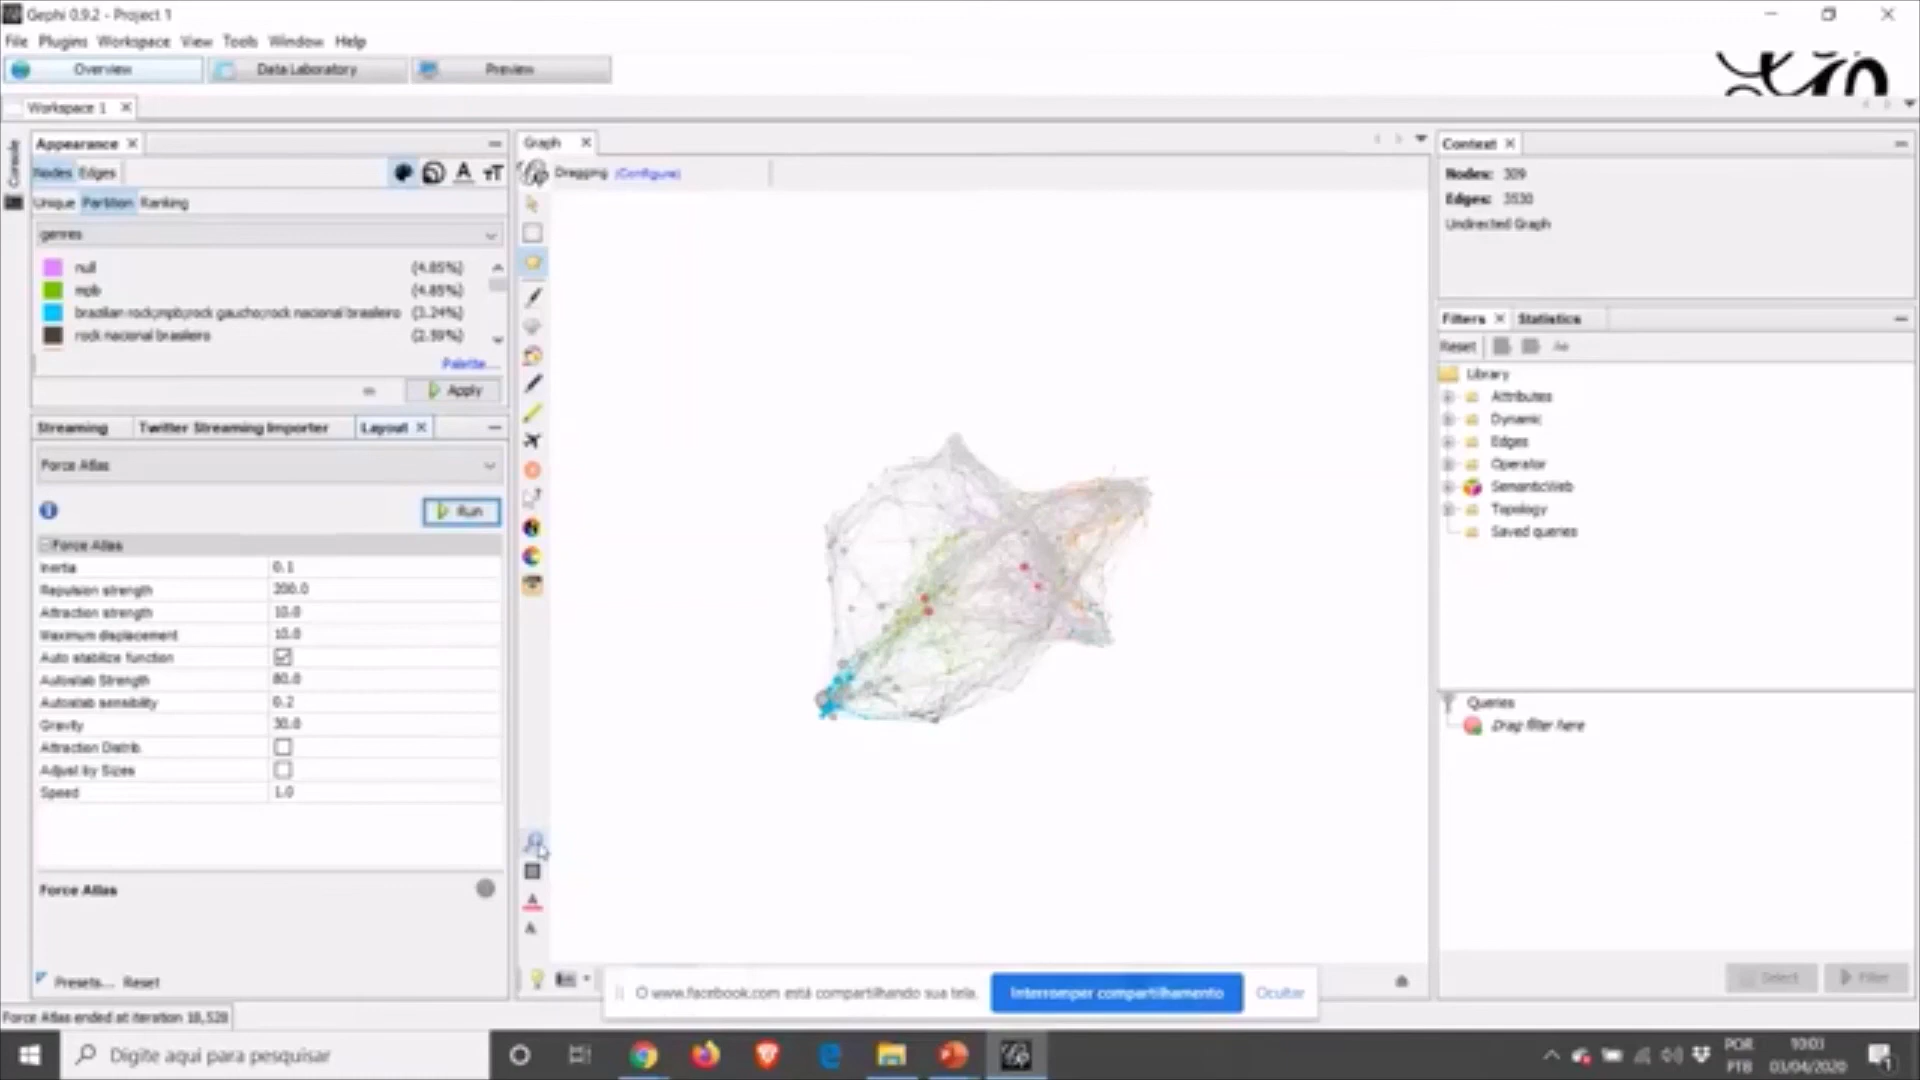 Gephi 0.9.2 - Project 1
File Plugins Workspace View Tools Window Help
Overview Data Laboratory Preview
Workspace 1
Console
Appearance
Nodes Edges
Unique Partition Ranking
genres
null (4.85%)
mpb (4.85%)
brazilian rock;mpb;rock gaucho;rock nacional brasileiro (3.24%)
rock nacional brasileiro (2.59%)
Palette...
Apply
Streaming Twitter Streaming Importer Layout
Force Atlas
Run
Force Atlas
Inertia 0.1
Repulsion strength 200.0
Attraction strength 10.0
Maximum displacement 10.0
Auto stabilize function
Autostab Strength 80.0
Autostab sensibility 0.2
Gravity 30.0
Attraction Distrib.
Adjust by Sizes
Speed 1.0
Force Atlas
Presets... Reset
Force Atlas ended at iteration 18,528
Graph
Dragging (Configure)
Context
Nodes: 309
Edges: 3530
Undirected Graph
Filters Statistics
Reset
Library
Attributes
Dynamic
Edges
Operator
SemanticWeb
Topology
Saved queries
Queries
Drag filter here
Select Filter
O www.facebook.com está compartilhando sua tela. Interromper compartilhamento Ocultar
Digite aqui para pesquisar
POR
PTB
10:03
03/04/2020